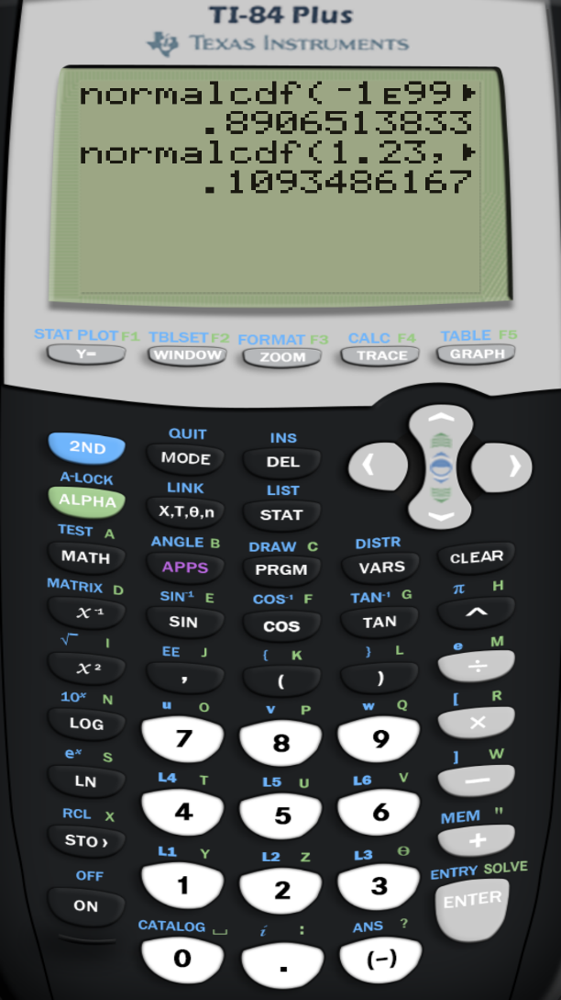 TI-84 Plus
TEXAS INSTRUMENTS
normalcdf(-1ᴇ99
.8906513833
normalcdf(1.23,
.1093486167
STAT PLOT F1 TBLSET F2 FORMAT F3 CALC F4 TABLE F5
Y= WINDOW ZOOM TRACE GRAPH
QUIT INS
2ND MODE DEL
A-LOCK LINK LIST
ALPHA X,T,θ,n STAT
TEST A ANGLE B DRAW C DISTR
MATH APPS PRGM VARS CLEAR
MATRIX D SIN⁻¹ E COS⁻¹ F TAN⁻¹ G π H
x⁻¹ SIN COS TAN ^
√ I EE J { K } L e M
x² , ( ) ÷
10ˣ N u O v P w Q [ R
LOG 7 8 9 ×
eˣ S L4 T L5 U L6 V ] W
LN 4 5 6 −
RCL X L1 Y L2 Z L3 θ MEM "
STO› 1 2 3 +
OFF CATALOG ⎵ i : ANS ? ENTRY SOLVE
ON 0 . (−) ENTER